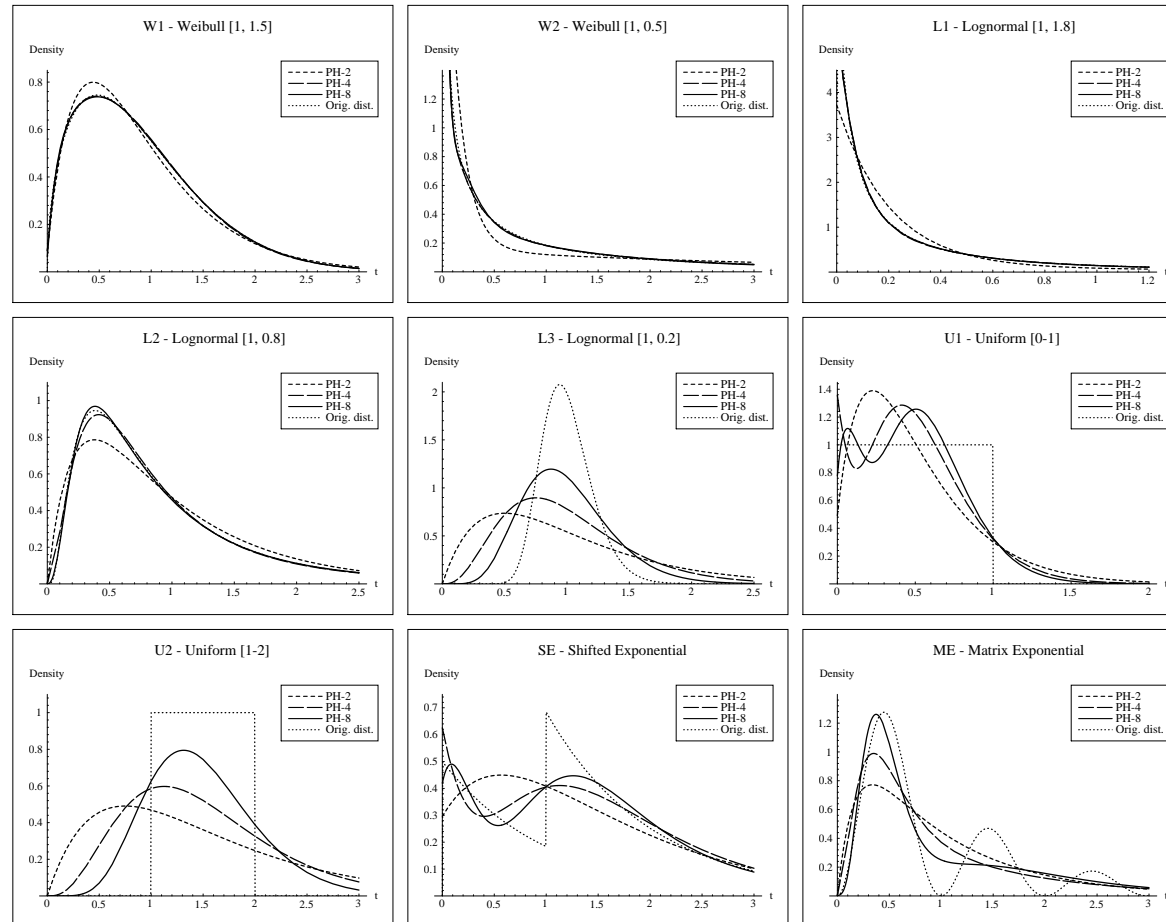 W1 - Weibull [1, 1.5]
Density
PH-2
PH-4
PH-8
Orig. dist.
0.8
0.6
0.4
0.2
0 0.5 1 1.5 2 2.5 3 t
W2 - Weibull [1, 0.5]
Density
PH-2
PH-4
PH-8
Orig. dist.
1.2
1
0.8
0.6
0.4
0.2
0 0.5 1 1.5 2 2.5 3 t
L1 - Lognormal [1, 1.8]
Density
PH-2
PH-4
PH-8
Orig. dist.
4
3
2
1
0 0.2 0.4 0.6 0.8 1 1.2 t
L2 - Lognormal [1, 0.8]
Density
PH-2
PH-4
PH-8
Orig. dist.
1
0.8
0.6
0.4
0.2
0 0.5 1 1.5 2 2.5 t
L3 - Lognormal [1, 0.2]
Density
PH-2
PH-4
PH-8
Orig. dist.
2
1.5
1
0.5
0 0.5 1 1.5 2 2.5 t
U1 - Uniform [0-1]
Density
PH-2
PH-4
PH-8
Orig. dist.
1.4
1.2
1
0.8
0.6
0.4
0.2
0 0.5 1 1.5 2 t
U2 - Uniform [1-2]
Density
PH-2
PH-4
PH-8
Orig. dist.
1
0.8
0.6
0.4
0.2
0 0.5 1 1.5 2 2.5 3 t
SE - Shifted Exponential
Density
PH-2
PH-4
PH-8
Orig. dist.
0.7
0.6
0.5
0.4
0.3
0.2
0.1
0 0.5 1 1.5 2 2.5 3 t
ME - Matrix Exponential
Density
PH-2
PH-4
PH-8
Orig. dist.
1.2
1
0.8
0.6
0.4
0.2
0 0.5 1 1.5 2 2.5 3 t